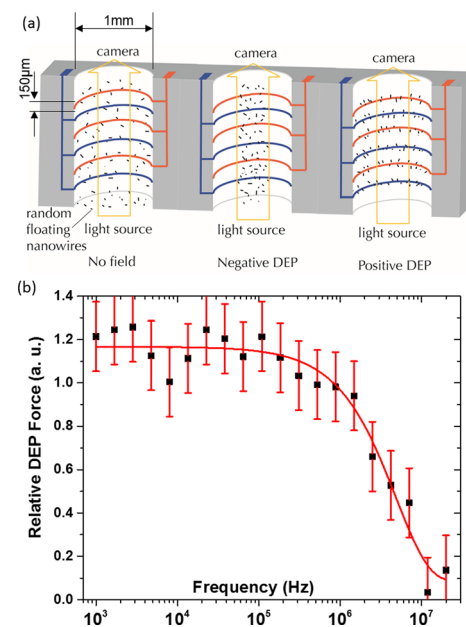 (a)
1mm
camera
camera
camera
150µm
random
floating
nanowires
light source
light source
light source
No field
Negative DEP
Positive DEP
(b)
1.4
1.2
1.0
0.8
0.6
0.4
0.2
0.0
Relative DEP Force (a. u.)
Frequency (Hz)
10³
10⁴
10⁵
10⁶
10⁷